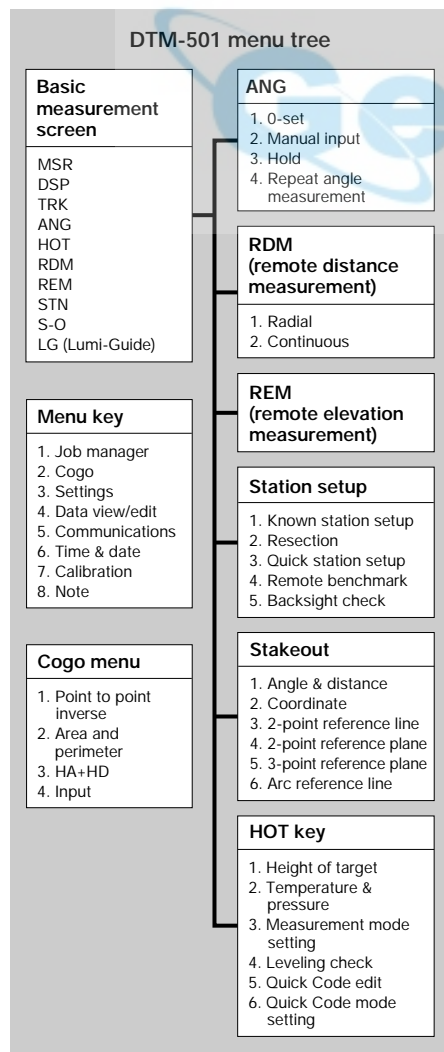 DTM-501 menu tree
Basic
measurement
screen
MSR
DSP
TRK
ANG
HOT
RDM
REM
STN
S-O
LG (Lumi-Guide)
Menu key
1. Job manager
2. Cogo
3. Settings
4. Data view/edit
5. Communications
6. Time & date
7. Calibration
8. Note
Cogo menu
1. Point to point
inverse
2. Area and
perimeter
3. HA+HD
4. Input
ANG
1. 0-set
2. Manual input
3. Hold
4. Repeat angle
measurement
RDM
(remote distance
measurement)
1. Radial
2. Continuous
REM
(remote elevation
measurement)
Station setup
1. Known station setup
2. Resection
3. Quick station setup
4. Remote benchmark
5. Backsight check
Stakeout
1. Angle & distance
2. Coordinate
3. 2-point reference line
4. 2-point reference plane
5. 3-point reference plane
6. Arc reference line
HOT key
1. Height of target
2. Temperature &
pressure
3. Measurement mode
setting
4. Leveling check
5. Quick Code edit
6. Quick Code mode
setting